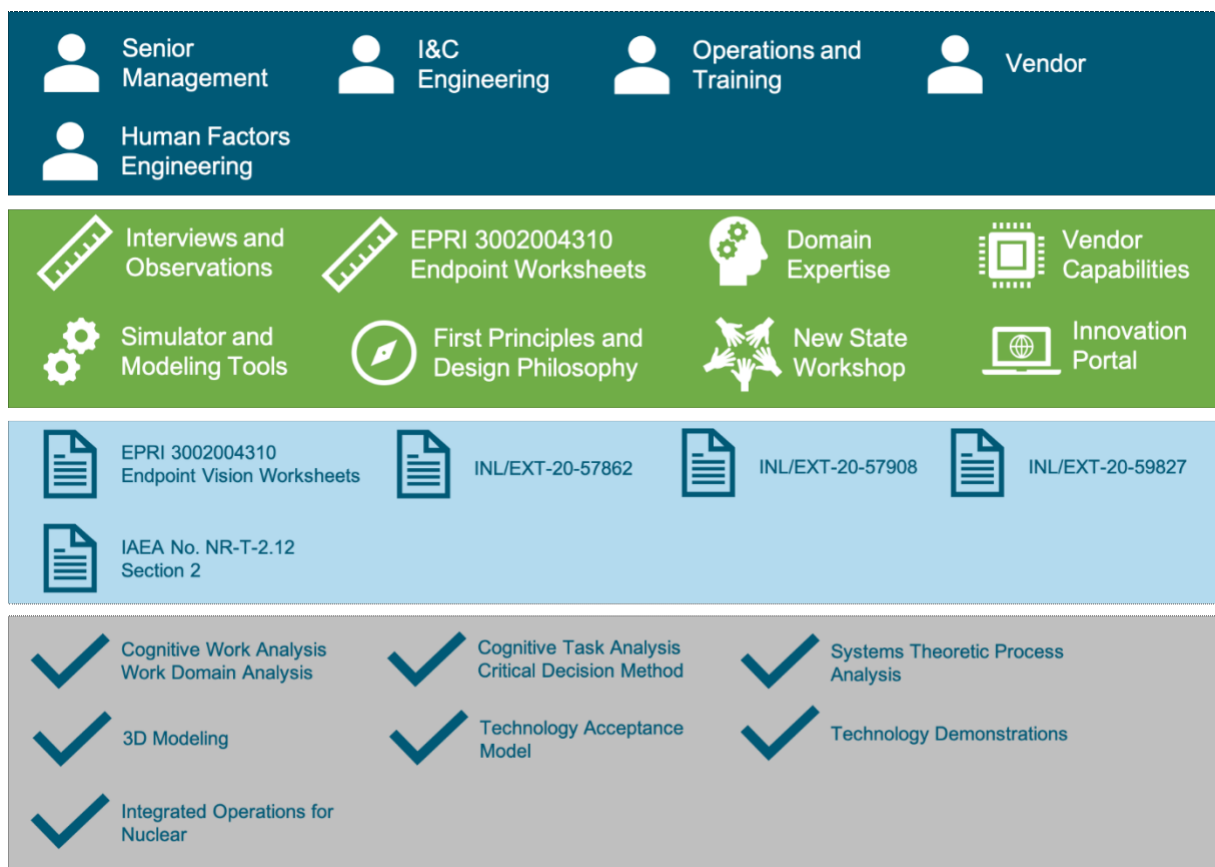 Senior
Management
I&C
Engineering
Operations and
Training
Vendor
Human Factors
Engineering
Interviews and
Observations
EPRI 3002004310
Endpoint Worksheets
Domain
Expertise
Vendor
Capabilities
Simulator and
Modeling Tools
First Principles and
Design Philosophy
New State
Workshop
Innovation
Portal
EPRI 3002004310
Endpoint Vision Worksheets
INL/EXT-20-57862
INL/EXT-20-57908
INL/EXT-20-59827
IAEA No. NR-T-2.12
Section 2
Cognitive Work Analysis
Work Domain Analysis
Cognitive Task Analysis
Critical Decision Method
Systems Theoretic Process
Analysis
3D Modeling
Technology Acceptance
Model
Technology Demonstrations
Integrated Operations for
Nuclear